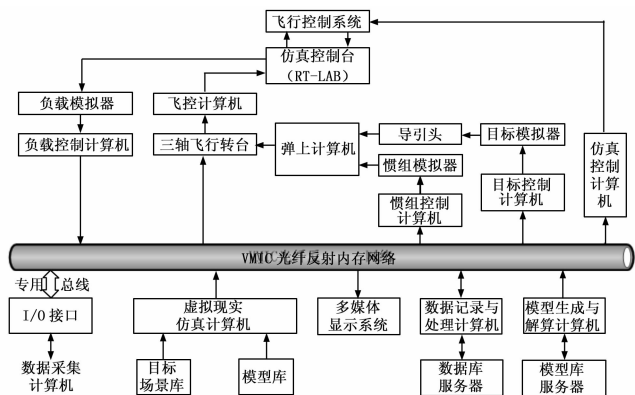 飞行控制系统
仿真控制台
（RT-LAB）
负载模拟器
飞控计算机
负载控制计算机
三轴飞行转台
弹上计算机
导引头
目标模拟器
仿真
控制
计算
机
惯组模拟器
惯组控制
计算机
目标控制
计算机
VMIC光纤反射内存网络
专用
总线
I/O 接口
数据采集
计算机
虚拟现实
仿真计算机
目标
场景库
模型库
多媒体
显示系统
数据记录与
处理计算机
数据库
服务器
模型生成与
解算计算机
模型库
服务器